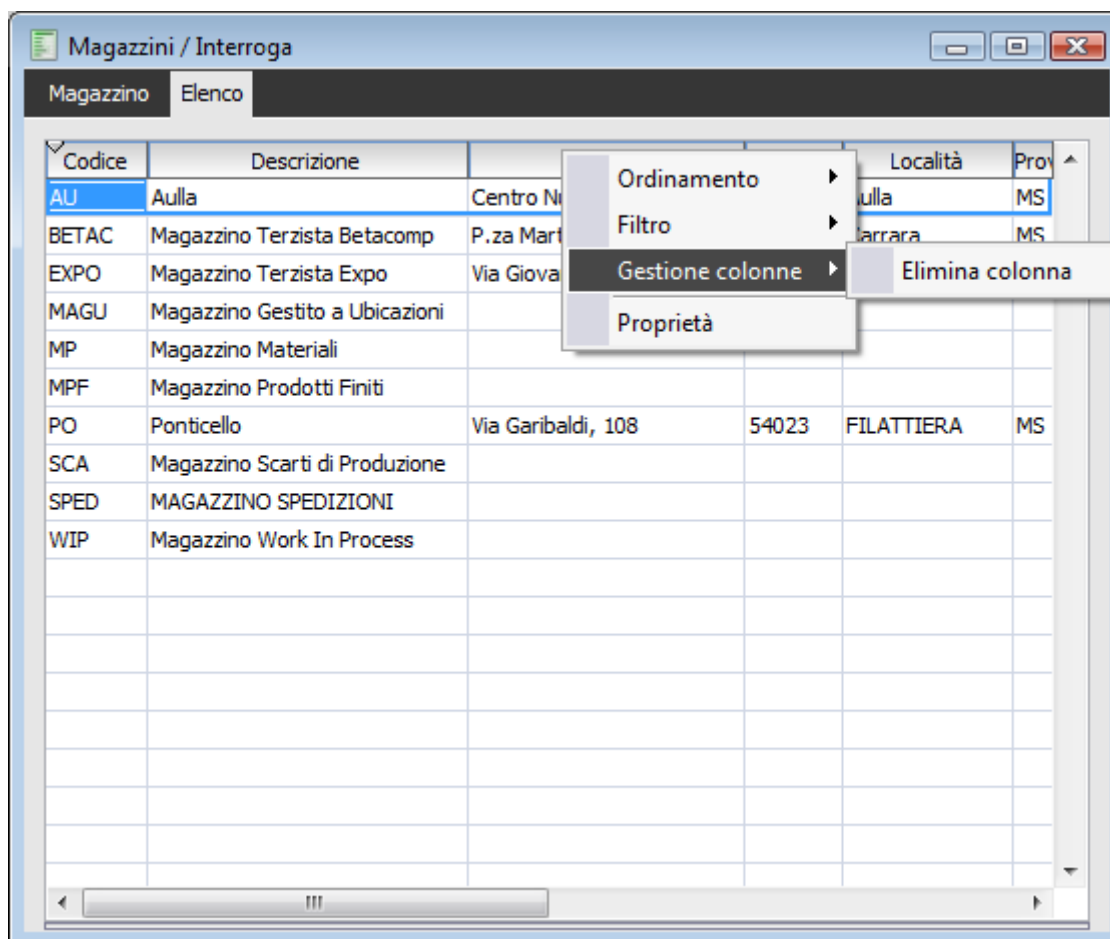 Magazzini / Interroga
Magazzino Elenco
Codice Descrizione Località Prov
AU Aulla Centro MS
BETAC Magazzino Terzista Betacomp P.za MS
EXPO Magazzino Terzista Expo Via
MAGU Magazzino Gestito a Ubicazioni
MP Magazzino Materiali
MPF Magazzino Prodotti Finiti
PO Ponticello Via Garibaldi, 108 54023 FILATTIERA MS
SCA Magazzino Scarti di Produzione
SPED MAGAZZINO SPEDIZIONI
WIP Magazzino Work In Process
Ordinamento
Filtro
Gestione colonne
Proprietà
Elimina colonna